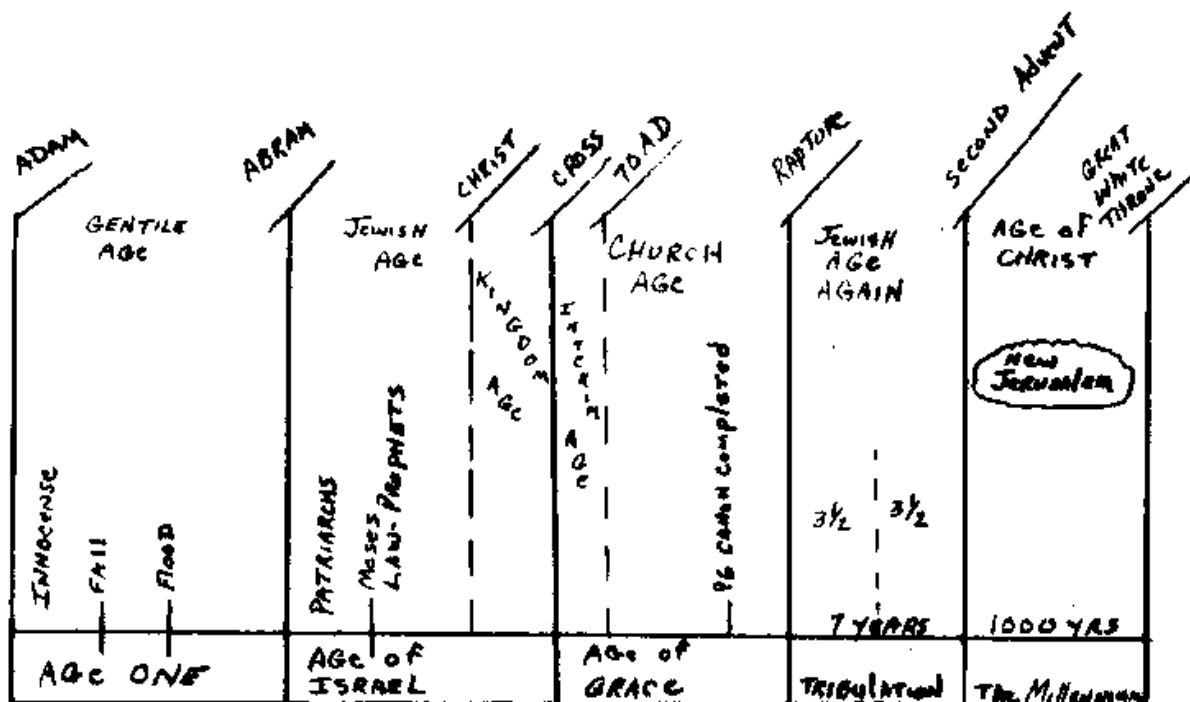 ADAM
ABRAM
CHRIST
CROSS
70 A.D
RAPTURE
SECOND ADVENT
GREAT
WHITE
THRONE
GENTILE
AGE
JEWISH
AGE
KINGDOM
AGE
INTERIM
AGE
CHURCH
AGE
JEWISH
AGE
AGAIN
AGE of
CHRIST
NEW
JERUSALEM
INNOCENSE
FALL
FLOOD
PATRIARCHS
MOSES
LAW-PROPHETS
96 CANON COMPLETED
3½
3½
7 YEARS
1000 YRS
AGE ONE
AGE of
ISRAEL
AGE of
GRACE
TRIBULATION
The Millennium